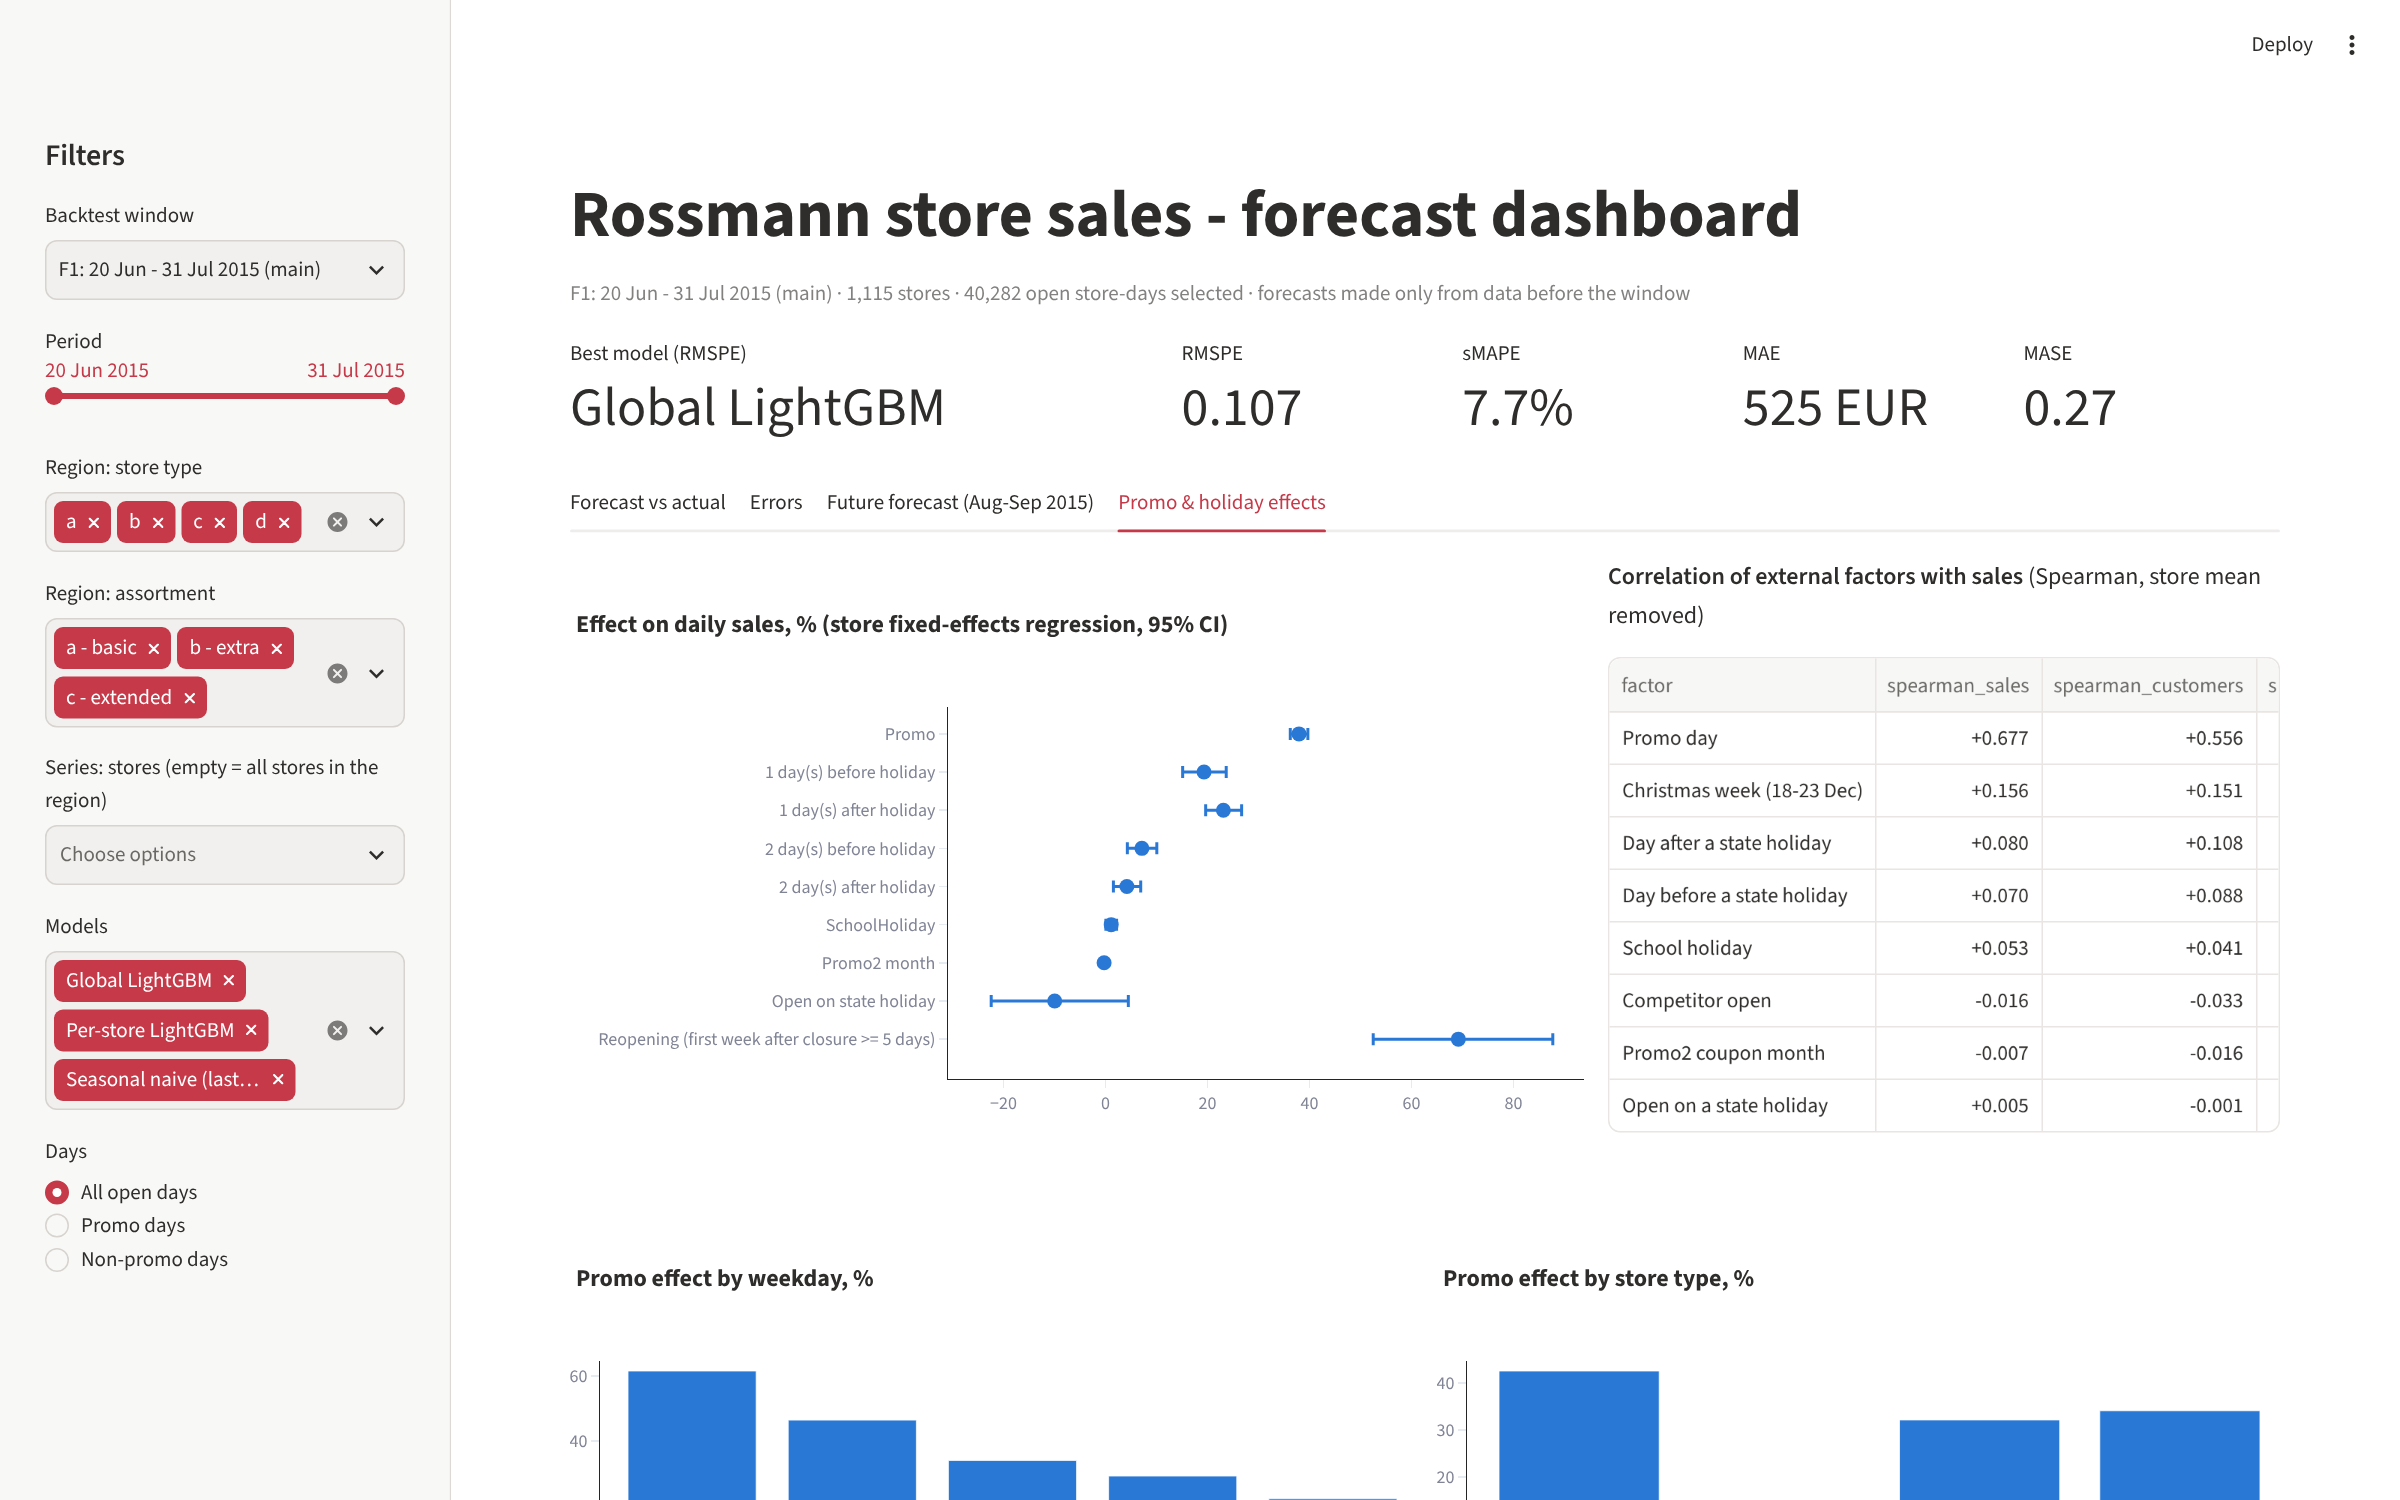 Deploy
Filters
Backtest window
F1: 20 Jun - 31 Jul 2015 (main)
Period
20 Jun 2015 31 Jul 2015
Region: store type
a b c d
Region: assortment
a - basic b - extra
c - extended
Series: stores (empty = all stores in the
region)
Choose options
Models
Global LightGBM
Per-store LightGBM
Seasonal naive (last…
Days
All open days
Promo days
Non-promo days
Rossmann store sales - forecast dashboard
F1: 20 Jun - 31 Jul 2015 (main) · 1,115 stores · 40,282 open store-days selected · forecasts made only from data before the window
Best model (RMSPE) RMSPE sMAPE MAE MASE
Global LightGBM 0.107 7.7% 525 EUR 0.27
Forecast vs actual Errors Future forecast (Aug-Sep 2015) Promo & holiday effects
Effect on daily sales, % (store fixed-effects regression, 95% CI)
Promo
1 day(s) before holiday
1 day(s) after holiday
2 day(s) before holiday
2 day(s) after holiday
SchoolHoliday
Promo2 month
Open on state holiday
Reopening (first week after closure >= 5 days)
−20 0 20 40 60 80
Correlation of external factors with sales (Spearman, store mean
removed)
factor spearman_sales spearman_customers s
Promo day +0.677 +0.556
Christmas week (18-23 Dec) +0.156 +0.151
Day after a state holiday +0.080 +0.108
Day before a state holiday +0.070 +0.088
School holiday +0.053 +0.041
Competitor open -0.016 -0.033
Promo2 coupon month -0.007 -0.016
Open on a state holiday +0.005 -0.001
Promo effect by weekday, %
60
40
Promo effect by store type, %
40
30
20